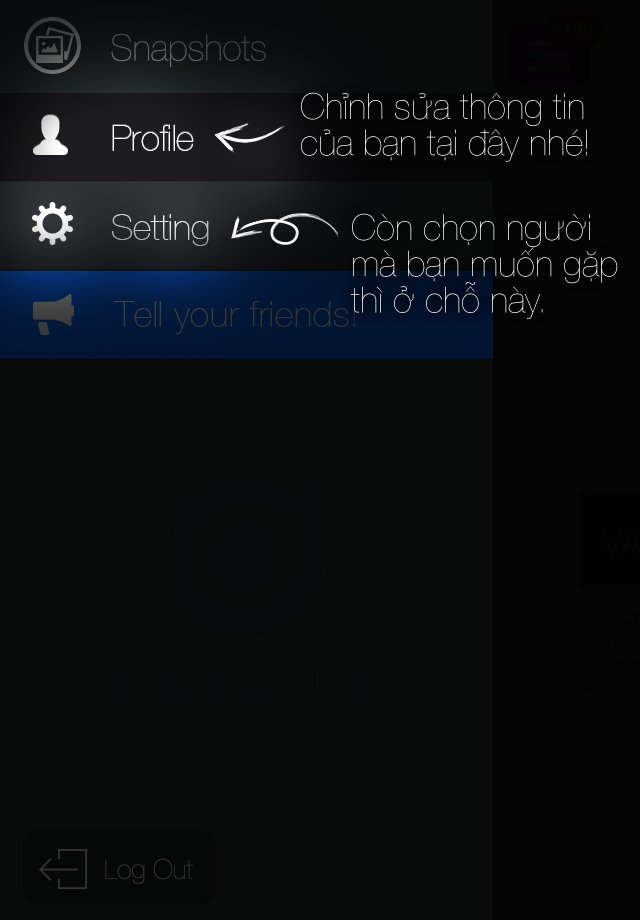 Snapshots
Profile
Chỉnh sửa thông tin
của bạn tại đây nhé!
Setting
Còn chọn người
mà bạn muốn gặp
thì ở chỗ này.
Tell your friends!
Log Out